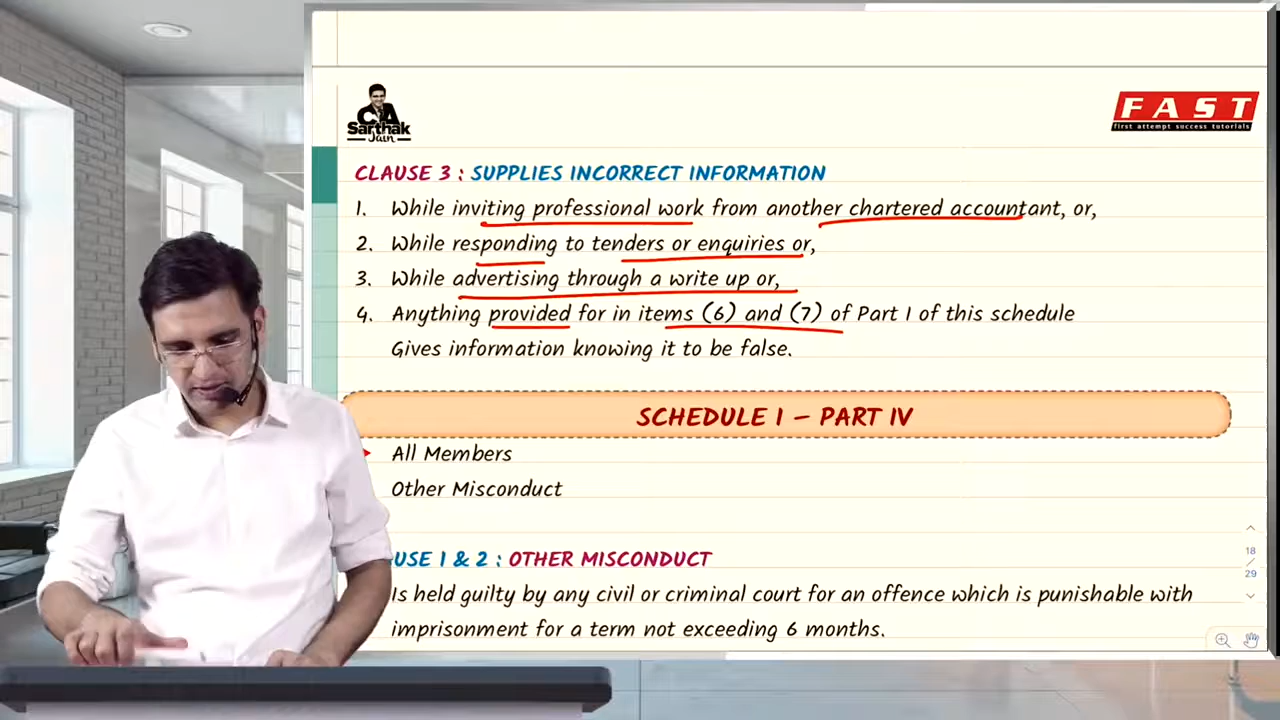 CA
Sarthak
Jain
FAST
first attempt success tutorials
CLAUSE 3 : SUPPLIES INCORRECT INFORMATION
1. While inviting professional work from another chartered accountant, or,
2. While responding to tenders or enquiries or,
3. While advertising through a write up or,
4. Anything provided for in items (6) and (7) of Part I of this schedule
Gives information knowing it to be false.
SCHEDULE I – PART IV
All Members
Other Misconduct
USE 1 & 2 : OTHER MISCONDUCT
Is held guilty by any civil or criminal court for an offence which is punishable with
imprisonment for a term not exceeding 6 months.
18
/
29